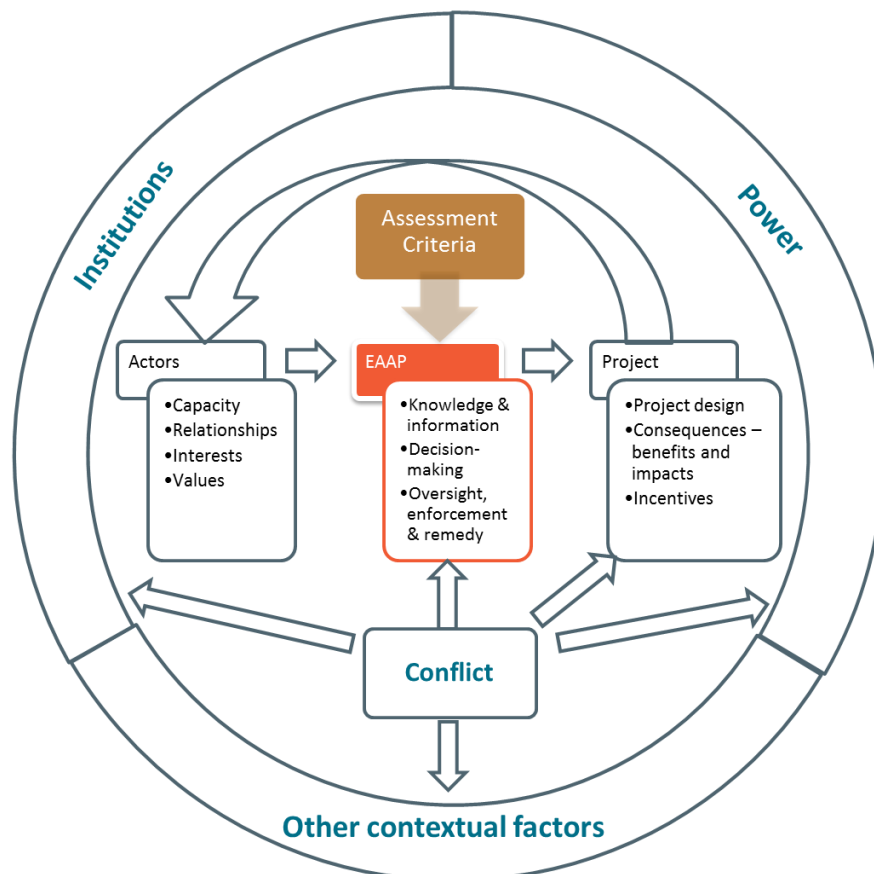 Institutions
Power
Assessment
Criteria
Actors
•Capacity
•Relationships
•Interests
•Values
EAAP
•Knowledge &
information
•Decision-
making
•Oversight,
enforcement
& remedy
Project
•Project design
•Consequences –
benefits and
impacts
•Incentives
Conflict
Other contextual factors